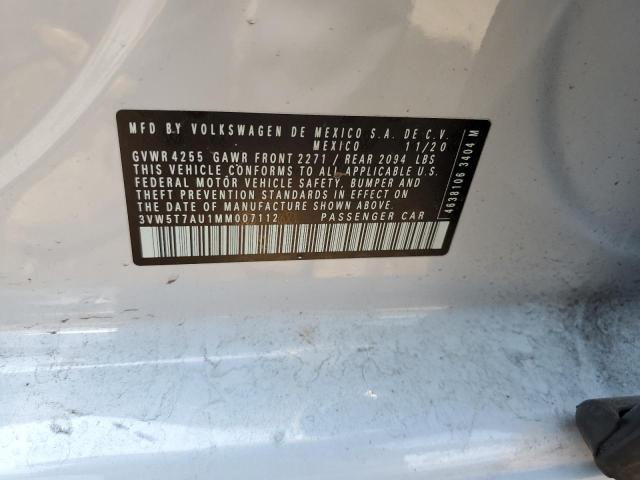 MFD BY VOLKSWAGEN DE MEXICO S.A. DE C.V.
MEXICO 11/20
GVWR 4255 GAWR FRONT 2271 / REAR 2094 LBS
THIS VEHICLE CONFORMS TO ALL APPLICABLE U.S.
FEDERAL MOTOR VEHICLE SAFETY, BUMPER AND
THEFT PREVENTION STANDARDS IN EFFECT ON
THE DATE OF MANUFACTURE SHOWN ABOVE.
3VW5T7AU1MM007112 PASSENGER CAR
4638106 3404 M